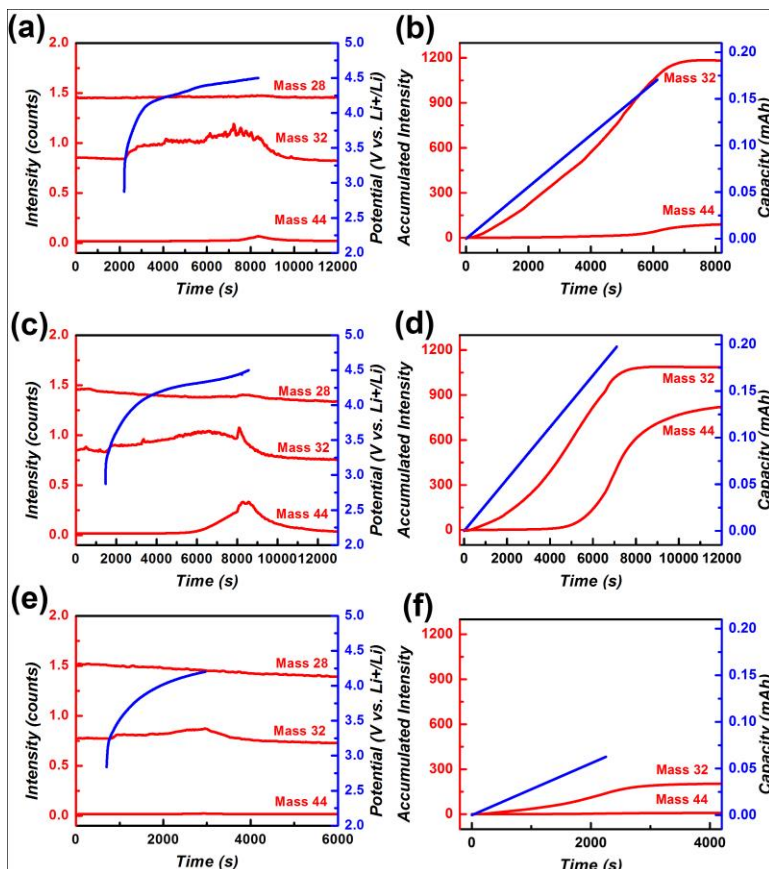 (a)
2.0
1.5
1.0
0.5
0.0
Intensity (counts)
Mass 28
Mass 32
Mass 44
5.0
4.5
4.0
3.5
3.0
2.5
2.0
Potential (V vs. Li+/Li)
0 2000 4000 6000 8000 10000 12000
Time (s)
(b)
1200
900
600
300
0
Accumulated Intensity
Mass 32
Mass 44
0.20
0.15
0.10
0.05
0.00
Capacity (mAh)
0 2000 4000 6000 8000
Time (s)
(c)
2.0
1.5
1.0
0.5
0.0
Intensity (counts)
Mass 28
Mass 32
Mass 44
5.0
4.5
4.0
3.5
3.0
2.5
2.0
Potential (V vs. Li+/Li)
0 2000 4000 6000 8000 10000 12000
Time (s)
(d)
1200
900
600
300
0
Accumulated Intensity
Mass 32
Mass 44
0.20
0.15
0.10
0.05
0.00
Capacity (mAh)
0 2000 4000 6000 8000 10000 12000
Time (s)
(e)
2.0
1.5
1.0
0.5
0.0
Intensity (counts)
Mass 28
Mass 32
Mass 44
5.0
4.5
4.0
3.5
3.0
2.5
2.0
Potential (V vs. Li+/Li)
0 1000 2000 3000 4000 5000 6000
Time (s)
(f)
1200
900
600
300
0
Accumulated Intensity
Mass 32
Mass 44
0.20
0.15
0.10
0.05
0.00
Capacity (mAh)
0 2000 4000
Time (s)